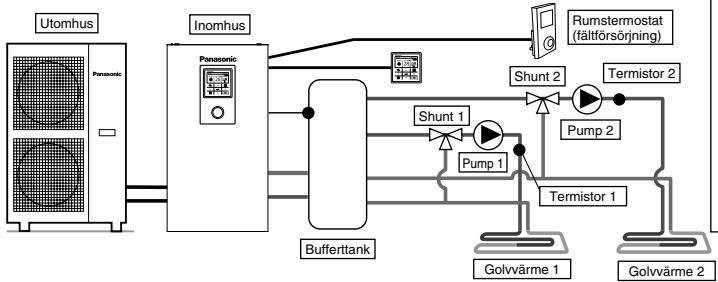 Utomhus
Inomhus
Rumstermostat
(fältförsörjning)
Panasonic
Panasonic
Shunt 2
Termistor 2
Shunt 1
Pump 1
Pump 2
Termistor 1
Bufferttank
Golvvärme 1
Golvvärme 2